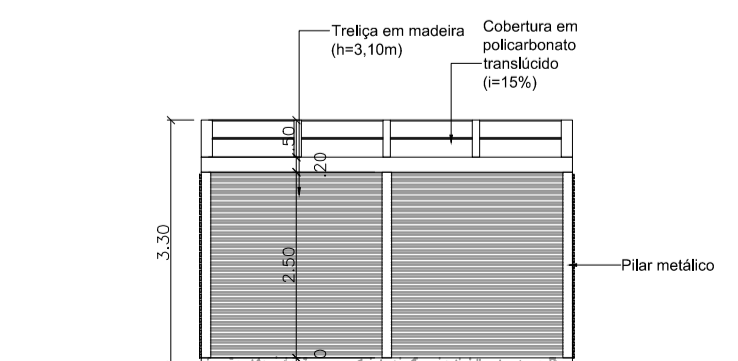 Treliça em madeira
(h=3,10m)
Cobertura em
policarbonato
translúcido
(i=15%)
.50
.20
3.30
2.50
Pilar metálico